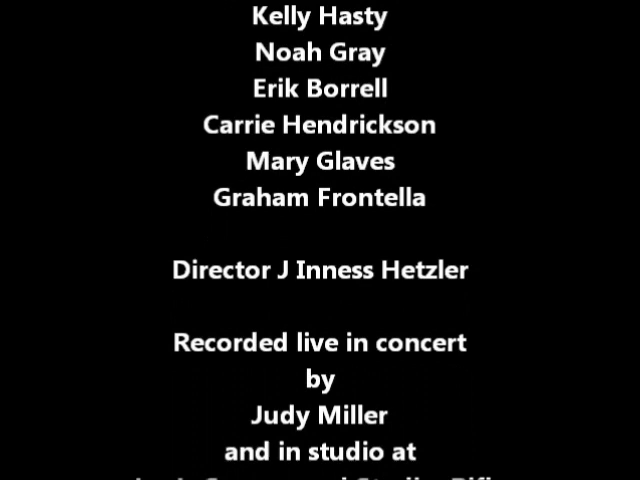 Kelly Hasty
Noah Gray
Erik Borrell
Carrie Hendrickson
Mary Glaves
Graham Frontella
Director J Inness Hetzler
Recorded live in concert
by
Judy Miller
and in studio at